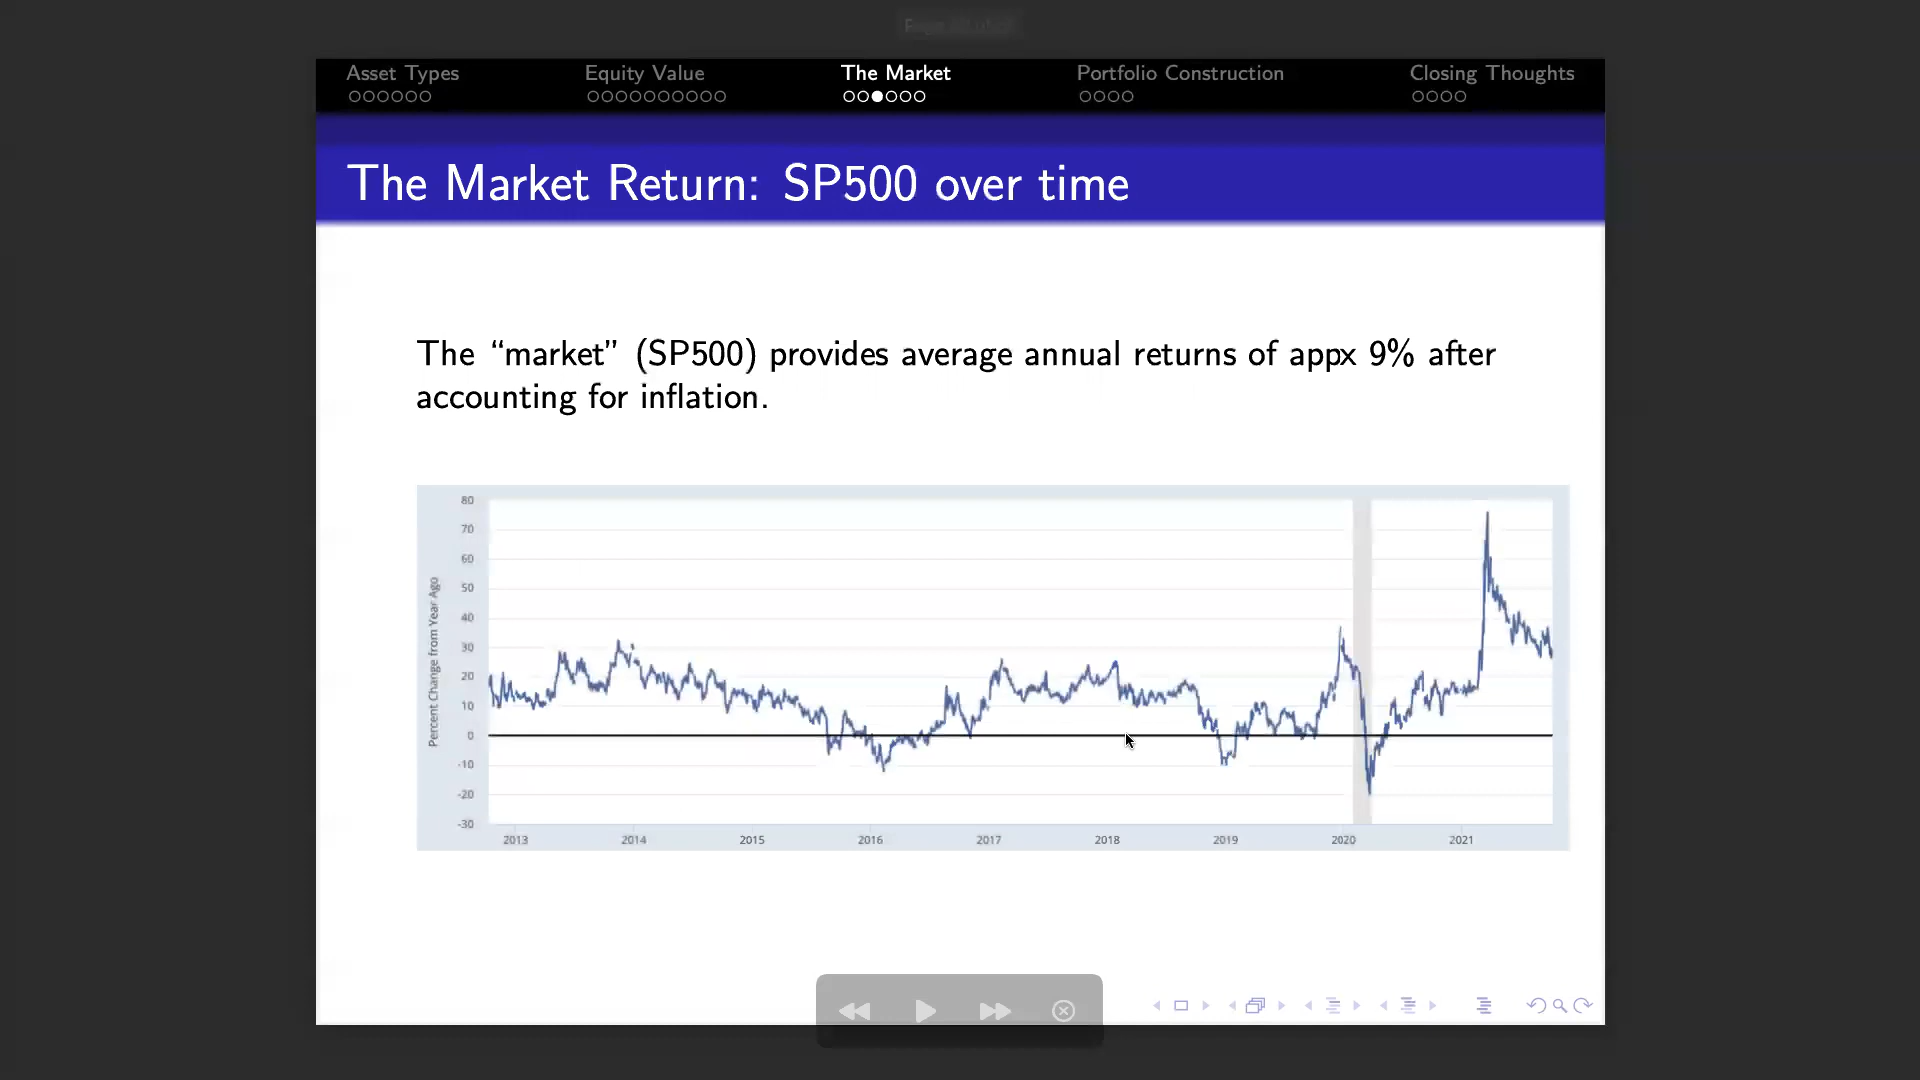 Asset Types
Equity Value
The Market
Portfolio Construction
Closing Thoughts
The Market Return: SP500 over time
The “market” (SP500) provides average annual returns of appx 9% after
accounting for inflation.
Percent Change from Year Ago
80
70
60
50
40
30
20
10
0
-10
-20
-30
2013
2014
2015
2016
2017
2018
2019
2020
2021